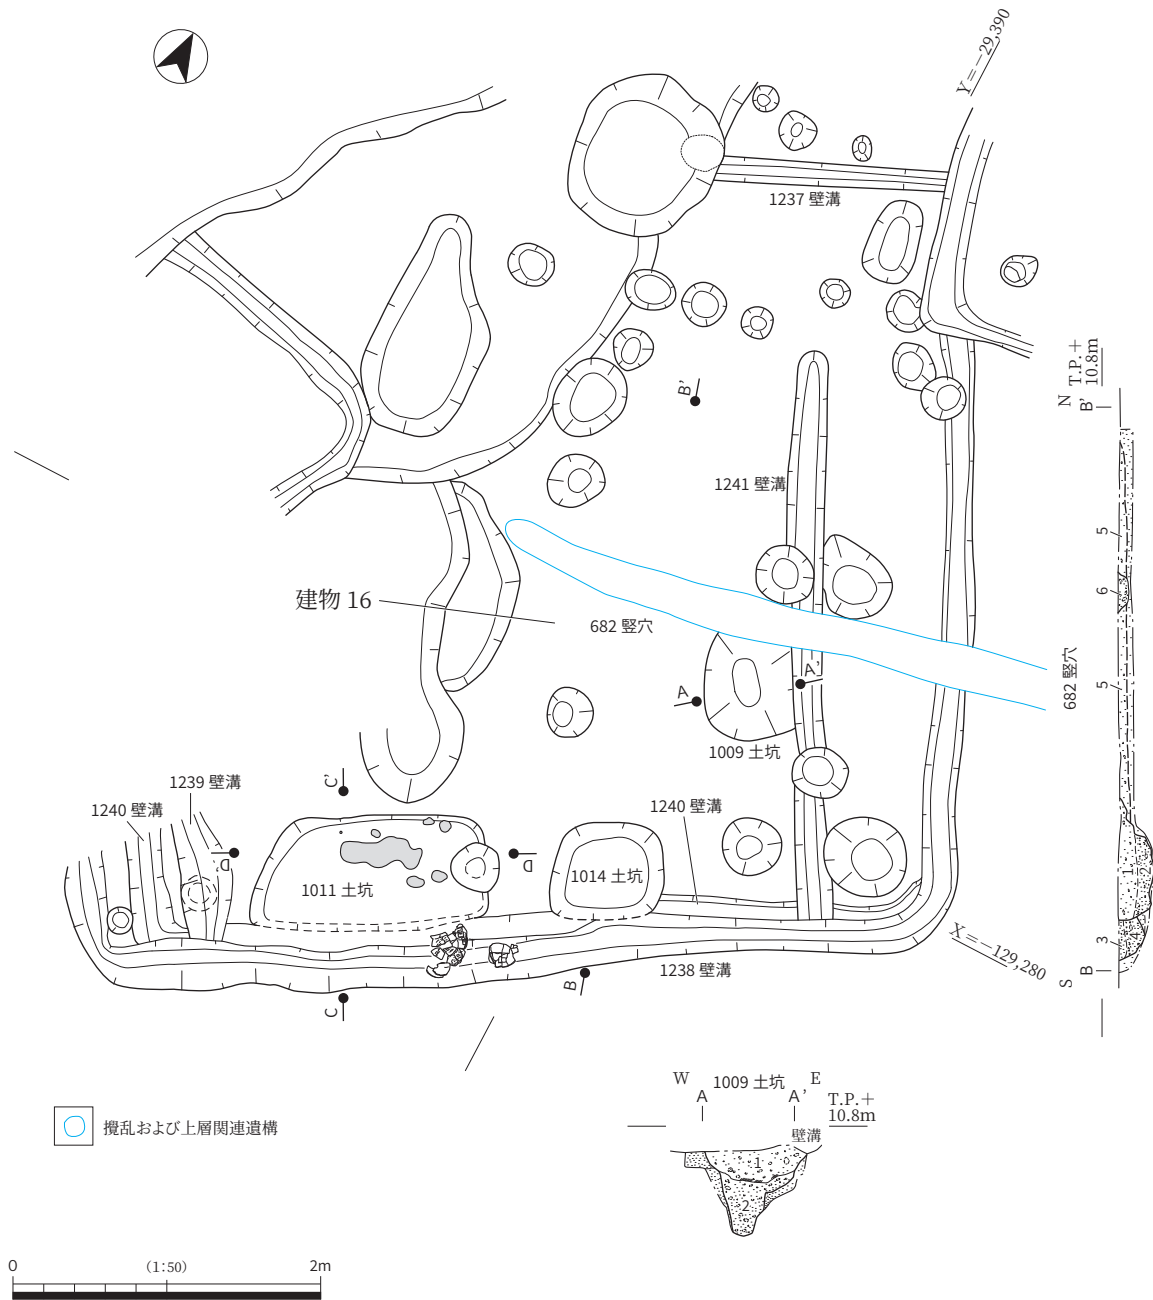 Y＝−29,390
1237 壁溝
T.P.＋
10.8m
N
B’
B’
1241 壁溝
5
6
5
建物 16
682 竪穴
682 竪穴
A
A’
1009 土坑
C’
1239 壁溝
1240 壁溝
1240 壁溝
D’
D
1011 土坑
1014 土坑
1
2
3
4
X＝−129,280
1238 壁溝
B
B
S
C
W
1009 土坑
E
A
A’
T.P.＋
10.8m
壁溝
1
2
攪乱および上層関連遺構
0
（1：50）
2m